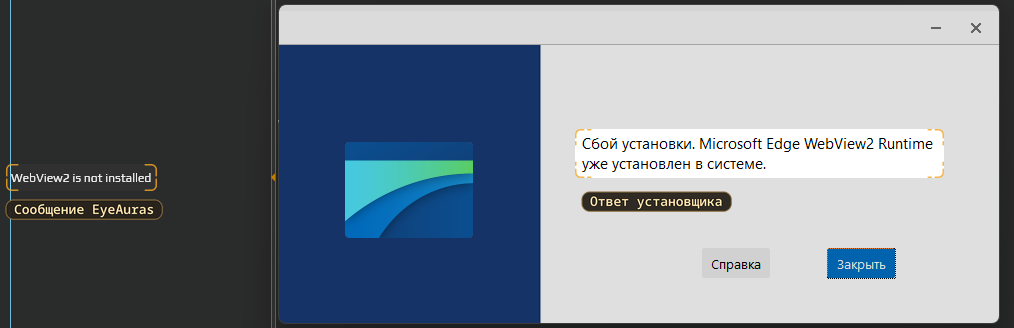 WebView2 is not installed
Сообщение EyeAuras
Сбой установки. Microsoft Edge WebView2 Runtime
уже установлен в системе.
Ответ установщика
Справка
Закрыть